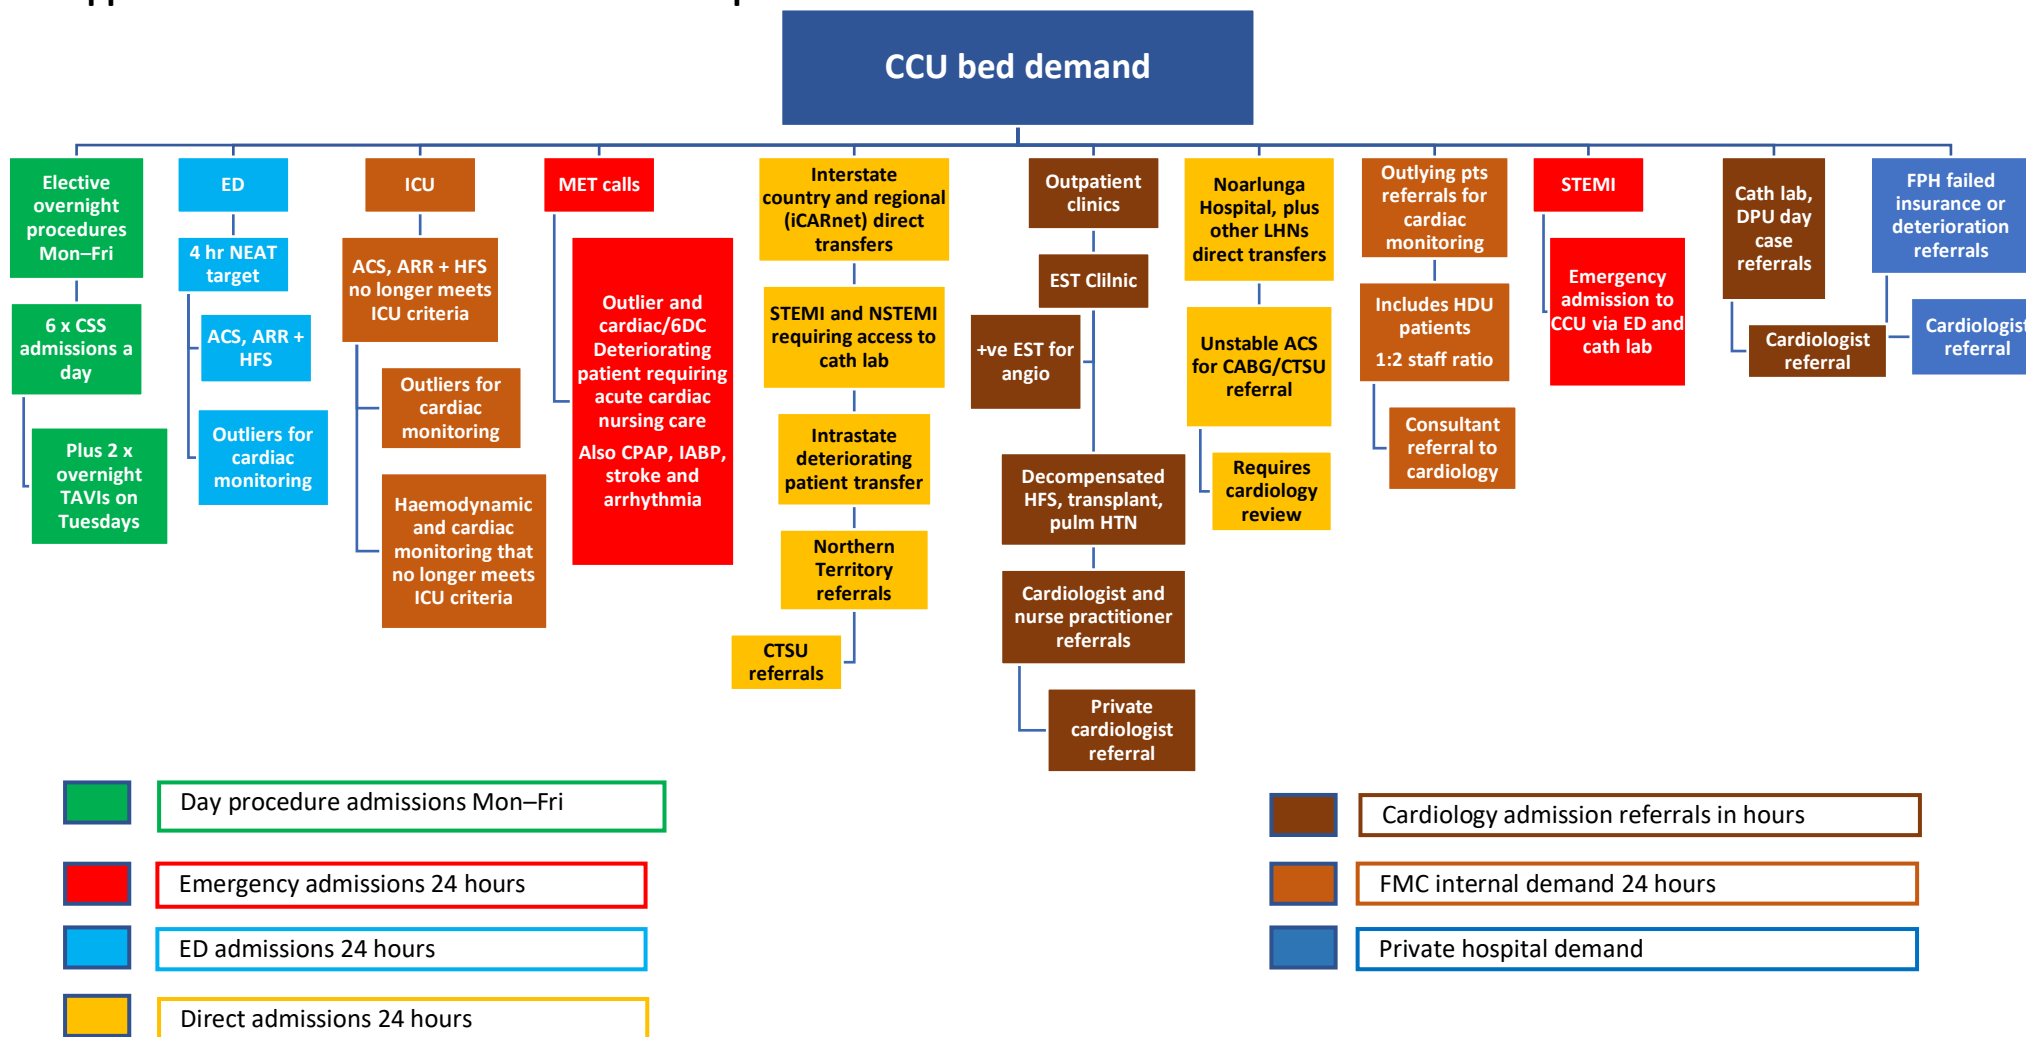 CCU bed demand
Elective
overnight
procedures
Mon–Fri
6 x CSS
admissions a
day
Plus 2 x
overnight
TAVIs on
Tuesdays
ED
4 hr NEAT
target
ACS, ARR +
HFS
Outliers for
cardiac
monitoring
ICU
ACS, ARR + HFS
no longer meets
ICU criteria
Outliers for
cardiac
monitoring
Haemodynamic
and cardiac
monitoring that
no longer meets
ICU criteria
MET calls
Outlier and
cardiac/6DC
Deteriorating
patient requiring
acute cardiac
nursing care
Also CPAP, IABP,
stroke and
arrhythmia
Interstate
country and regional
(iCARnet) direct
transfers
STEMI and NSTEMI
requiring access to
cath lab
Intrastate
deteriorating
patient transfer
Northern
Territory
referrals
CTSU
referrals
Outpatient
clinics
EST Clilnic
+ve EST for
angio
Decompensated
HFS, transplant,
pulm HTN
Cardiologist and
nurse practitioner
referrals
Private
cardiologist
referral
Noarlunga
Hospital, plus
other LHNs
direct transfers
Unstable ACS
for CABG/CTSU
referral
Requires
cardiology
review
Outlying pts
referrals for
cardiac
monitoring
Includes HDU
patients
1:2 staff ratio
Consultant
referral to
cardiology
STEMI
Emergency
admission to
CCU via ED and
cath lab
Cath lab,
DPU day
case
referrals
Cardiologist
referral
FPH failed
insurance or
deterioration
referrals
Cardiologist
referral
Day procedure admissions Mon–Fri
Emergency admissions 24 hours
ED admissions 24 hours
Direct admissions 24 hours
Cardiology admission referrals in hours
FMC internal demand 24 hours
Private hospital demand